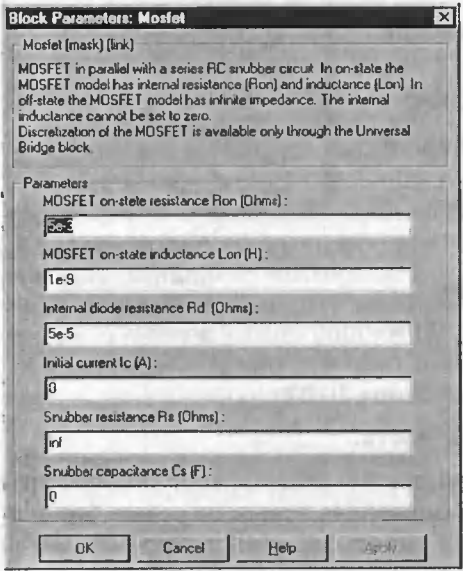 Block Parameters: Mosfet
Mosfet (mask) (link)
MOSFET in parallel with a series RC snubber circuit. In on-state the
MOSFET model has internal resistance (Ron) and inductance (Lon) In
off-state the MOSFET model has infinite impedance. The internal
inductance cannot be set to zero.
Discretization of the MOSFET is available only through the Universal
Bridge block.
Parameters
MOSFET on-state resistance Ron (Ohms) :
5e-3
MOSFET on-state inductance Lon (H) :
1e-9
Internal diode resistance Rd (Ohms) :
5e-5
Initial current Ic (A) :
0
Snubber resistance Rs (Ohms) :
inf
Snubber capacitance Cs (F) :
0
OK Cancel Help Apply